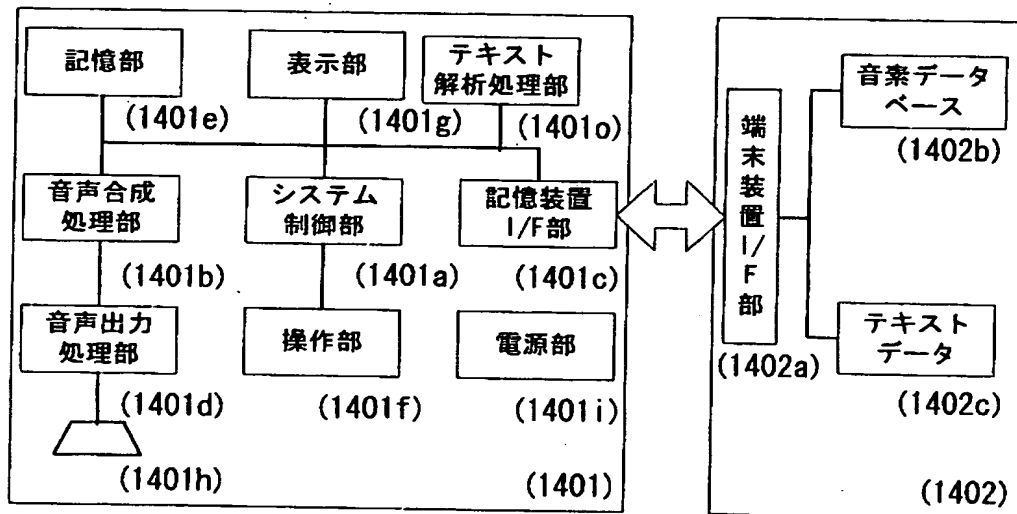 記憶部
(1401e)
表示部
(1401g)
テキスト
解析処理部
(1401o)
音声合成
処理部
(1401b)
システム
制御部
(1401a)
記憶装置
I/F部
(1401c)
音声出力
処理部
(1401d)
操作部
(1401f)
電源部
(1401i)
(1401h)
(1401)
端末装置I/F部
(1402a)
音素データ
ベース
(1402b)
テキスト
データ
(1402c)
(1402)